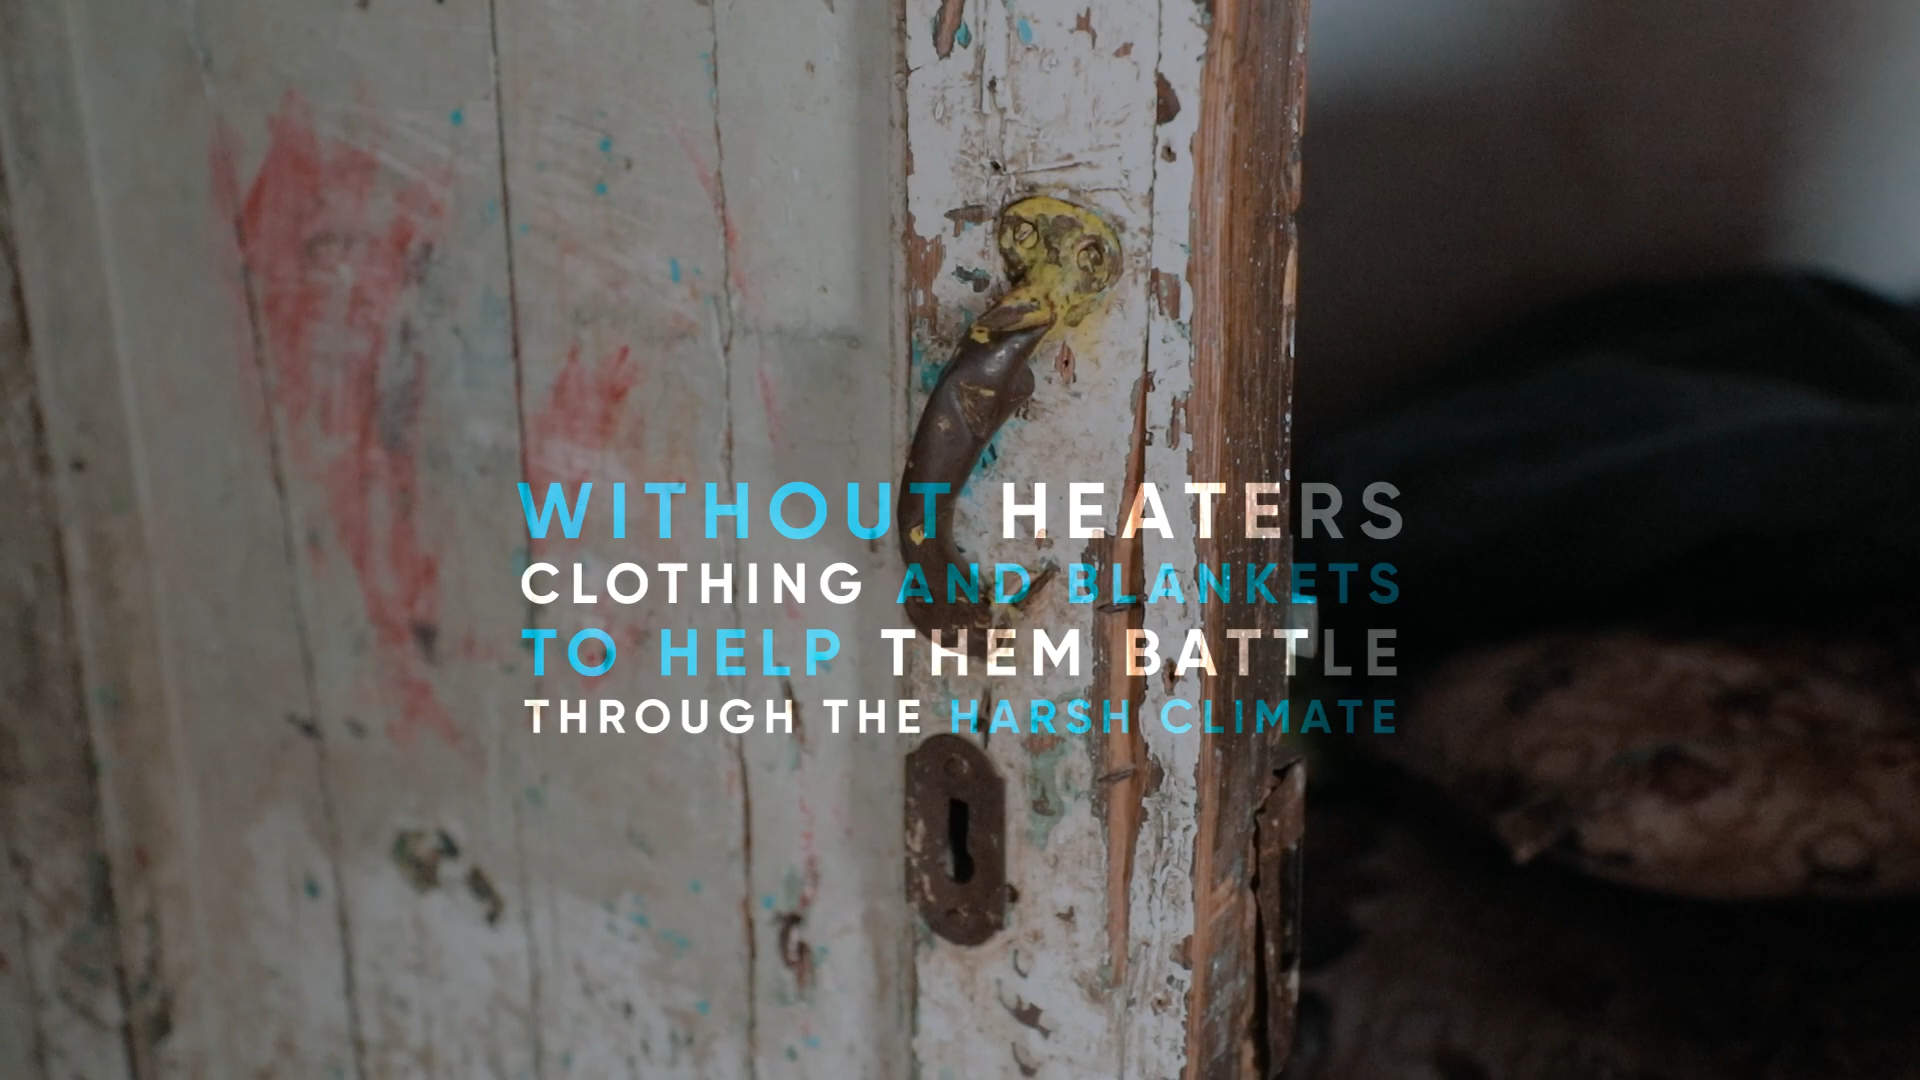 WITHOUT HEATERS
CLOTHING AND BLANKETS
TO HELP THEM BATTLE
THROUGH THE HARSH CLIMATE